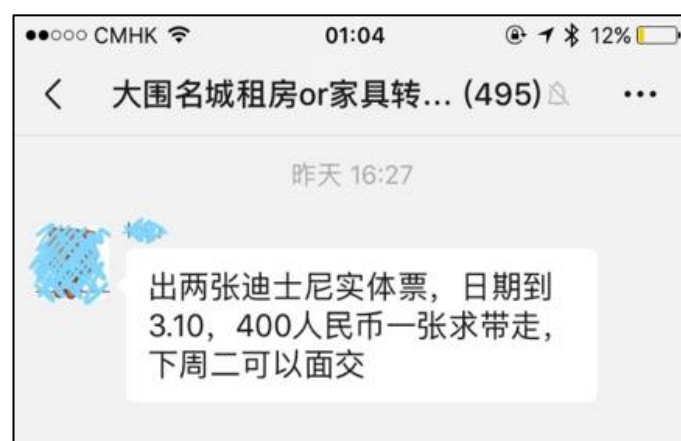 CMHK 01:04 12%
大围名城租房or家具转... (495)
昨天 16:27
出两张迪士尼实体票，日期到
3.10，400人民币一张求带走，
下周二可以面交